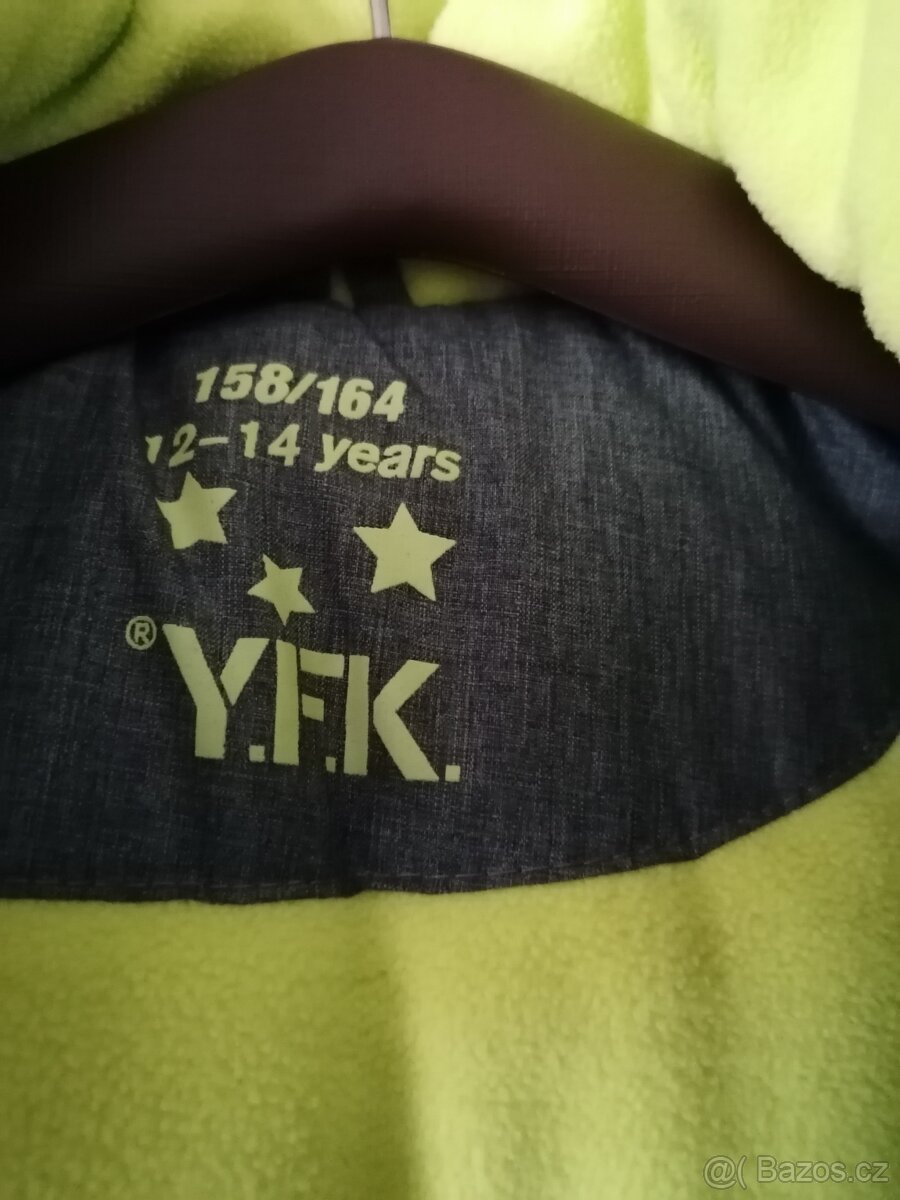 158/164
12-14 years
® Y.F.K.
@( Bazos.cz